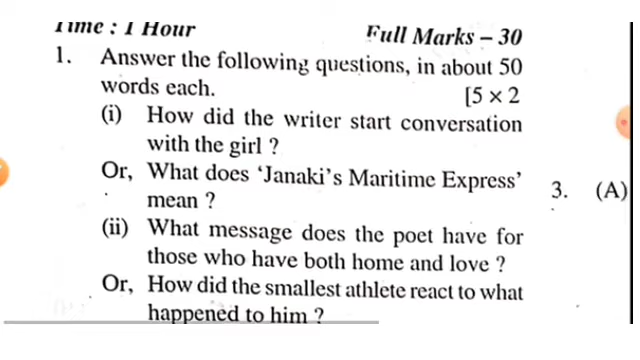 Time : 1 Hour Full Marks – 30
1. Answer the following questions, in about 50
words each. [5 × 2
(i) How did the writer start conversation
with the girl ?
Or, What does ‘Janaki’s Maritime Express’
mean ?
3. (A)
(ii) What message does the poet have for
those who have both home and love ?
Or, How did the smallest athlete react to what
happened to him ?